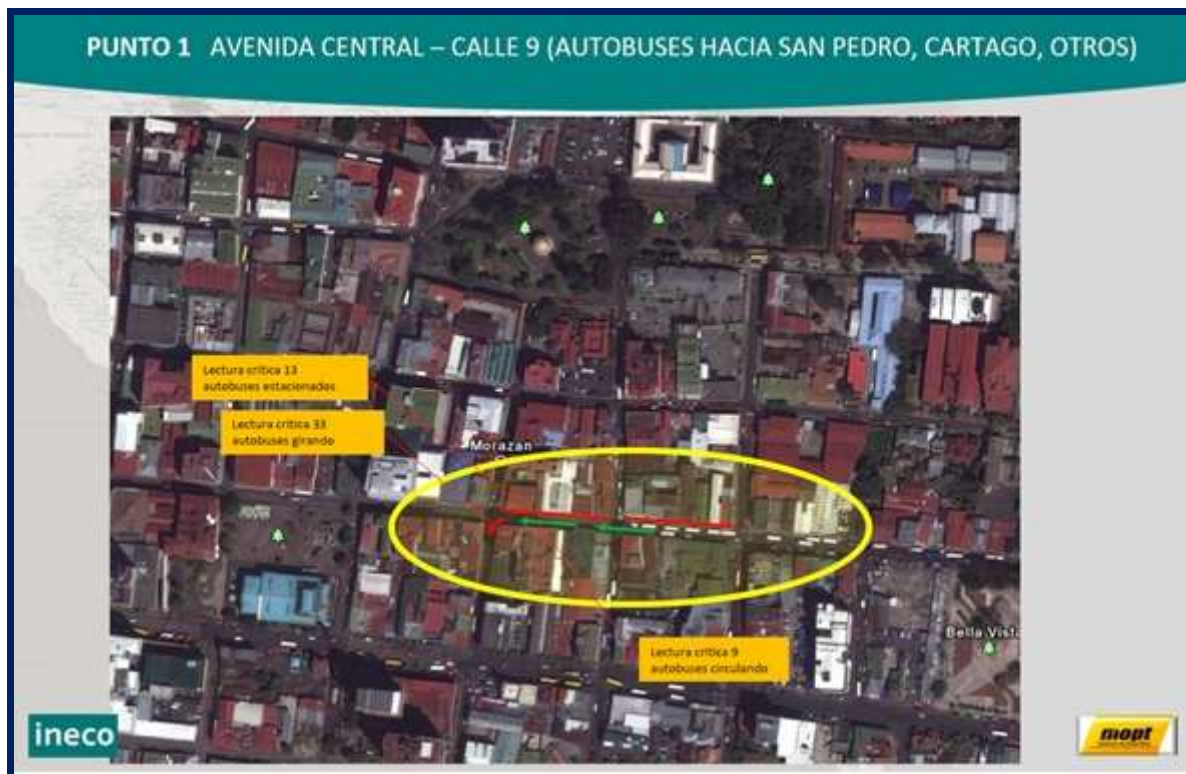 PUNTO 1 AVENIDA CENTRAL – CALLE 9 (AUTOBUSES HACIA SAN PEDRO, CARTAGO, OTROS)
Lectura crítica 13
autobuses estacionados
Lectura crítica 33
autobuses girando
Morazan
Lectura crítica 9
autobuses circulando
Bella Vista
ineco
mopt